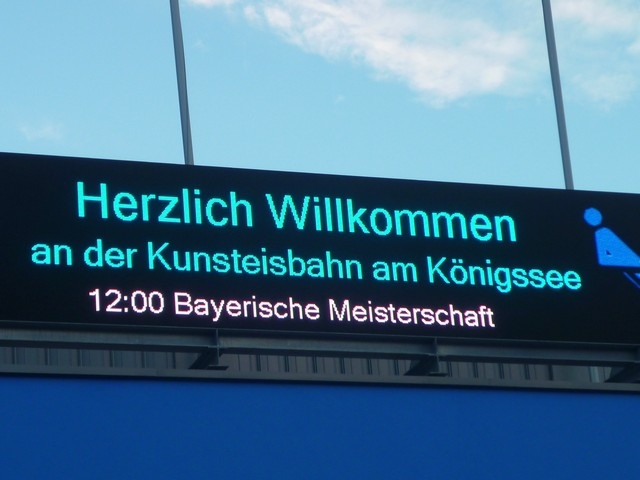 Herzlich Willkommen
an der Kunsteisbahn am Königssee
12:00 Bayerische Meisterschaft